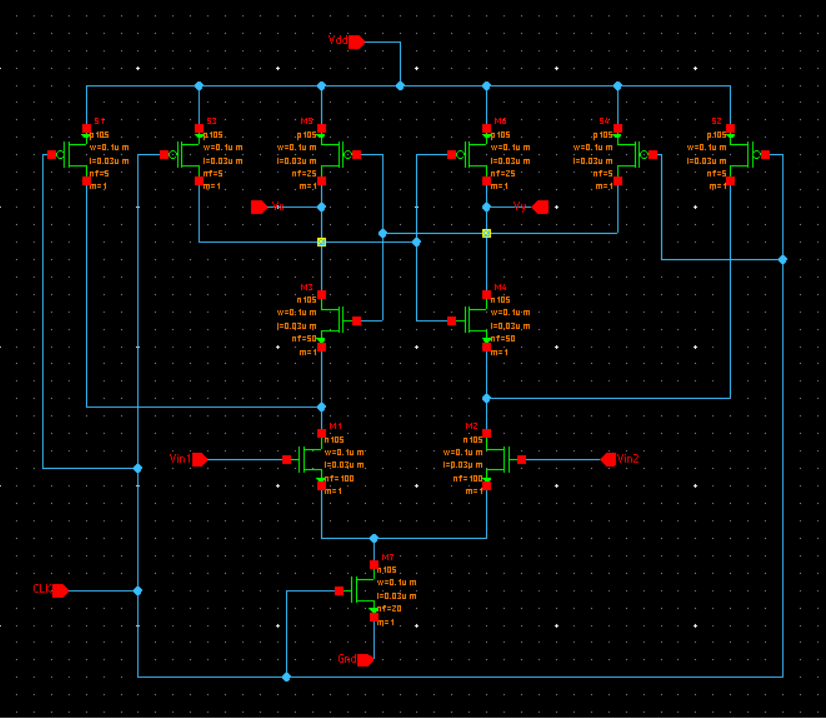 Vdd
S1
p105
w=0.1u m
l=0.03u m
nf=5
m=1
S3
p105
w=0.1u m
l=0.03u m
nf=5
m=1
M5
p105
w=0.1u m
l=0.03u m
nf=25
m=1
M6
p105
w=0.1u m
l=0.03u m
nf=25
m=1
S4
p105
w=0.1u m
l=0.03u m
nf=5
m=1
S2
p105
w=0.1u m
l=0.03u m
nf=5
m=1
Vy
M3
n105
w=0.1u m
l=0.03u m
nf=50
m=1
M4
n105
w=0.1u m
l=0.03u m
nf=50
m=1
M1
n105
w=0.1u m
l=0.03u m
nf=100
m=1
M2
n105
w=0.1u m
l=0.03u m
nf=100
m=1
Vin1
Vin2
M7
n105
w=0.1u m
l=0.03u m
nf=20
m=1
Gnd